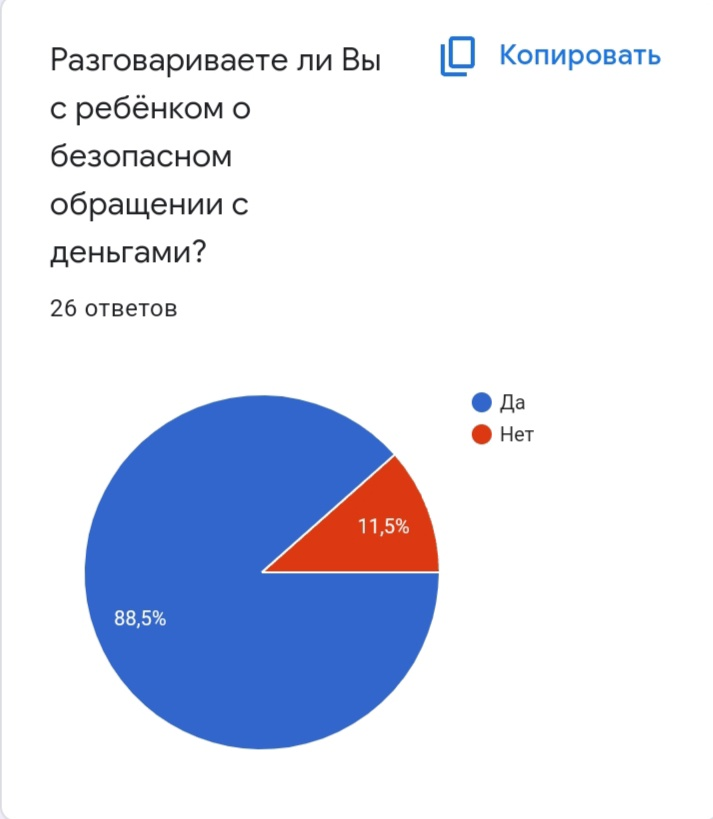 Разговариваете ли Вы
с ребёнком о
безопасном
обращении с
деньгами?
Копировать
26 ответов
Да
Нет
11,5%
88,5%